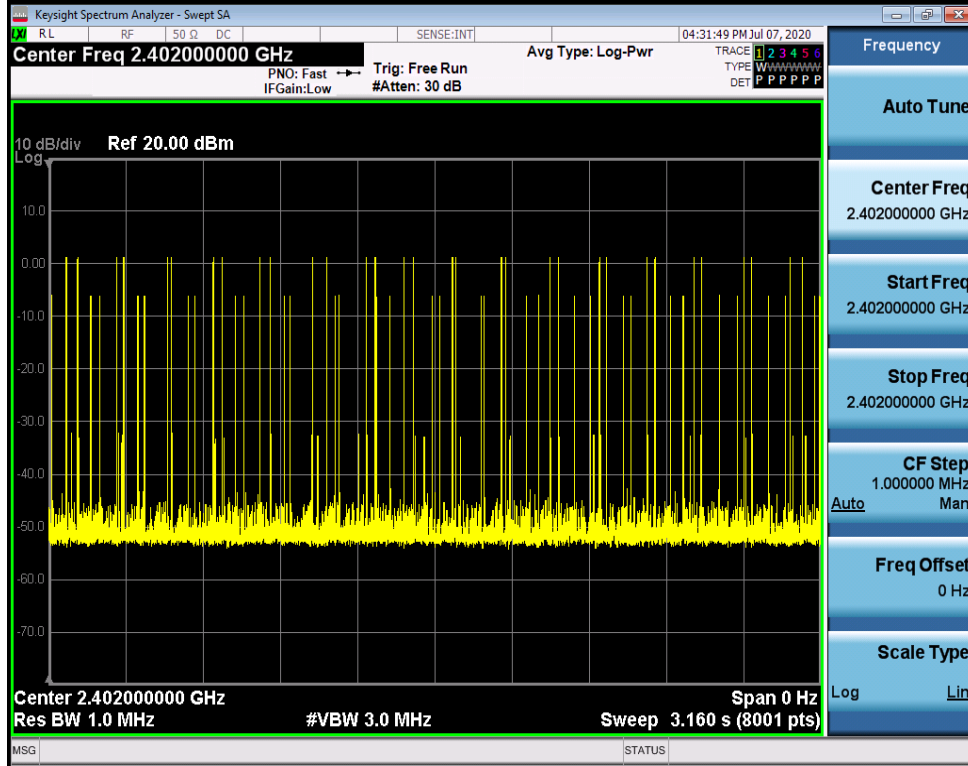 Keysight Spectrum Analyzer - Swept SA
LXI RL RF 50 Ω DC SENSE:INT 04:31:49 PM Jul 07, 2020
Center Freq 2.402000000 GHz
Avg Type: Log-Pwr
TRACE 1 2 3 4 5 6
PNO: Fast
Trig: Free Run
TYPE W W W W W W
IFGain:Low
#Atten: 30 dB
DET P P P P P P
10 dB/div Ref 20.00 dBm
Log
10.0
0.00
-10.0
-20.0
-30.0
-40.0
-50.0
-60.0
-70.0
Center 2.402000000 GHz Span 0 Hz
Res BW 1.0 MHz #VBW 3.0 MHz Sweep 3.160 s (8001 pts)
MSG STATUS
Frequency
Auto Tune
Center Freq
2.402000000 GHz
Start Freq
2.402000000 GHz
Stop Freq
2.402000000 GHz
CF Step
1.000000 MHz
Auto Man
Freq Offset
0 Hz
Scale Type
Log Lin